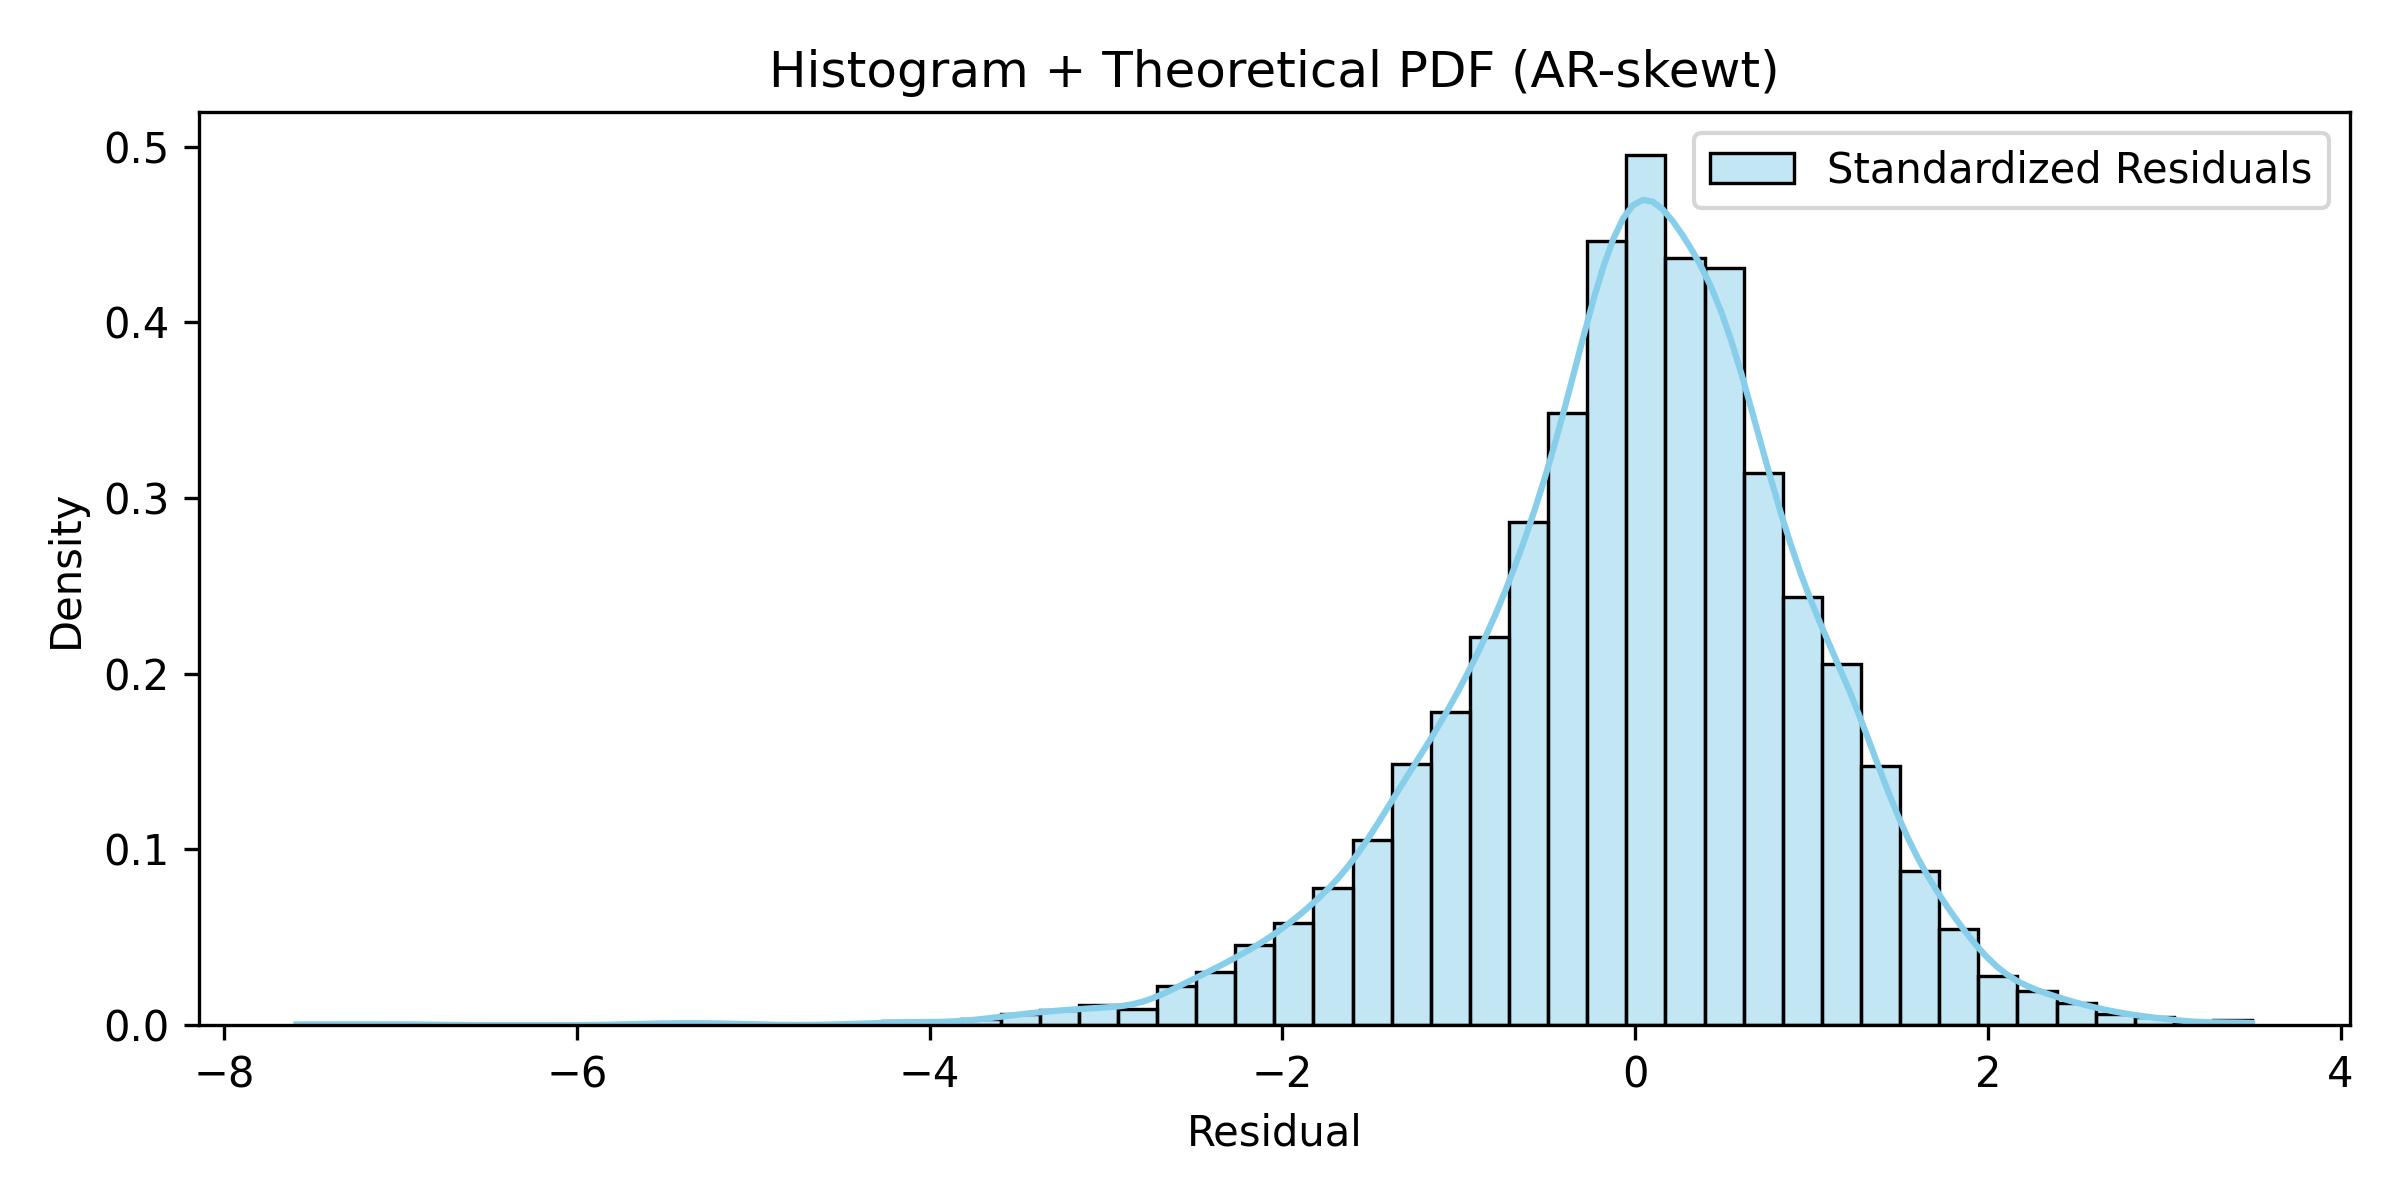 Histogram + Theoretical PDF (AR-skewt)
Standardized Residuals
0.5
0.4
0.3
0.2
0.1
0.0
Density
−8 −6 −4 −2 0 2 4
Residual